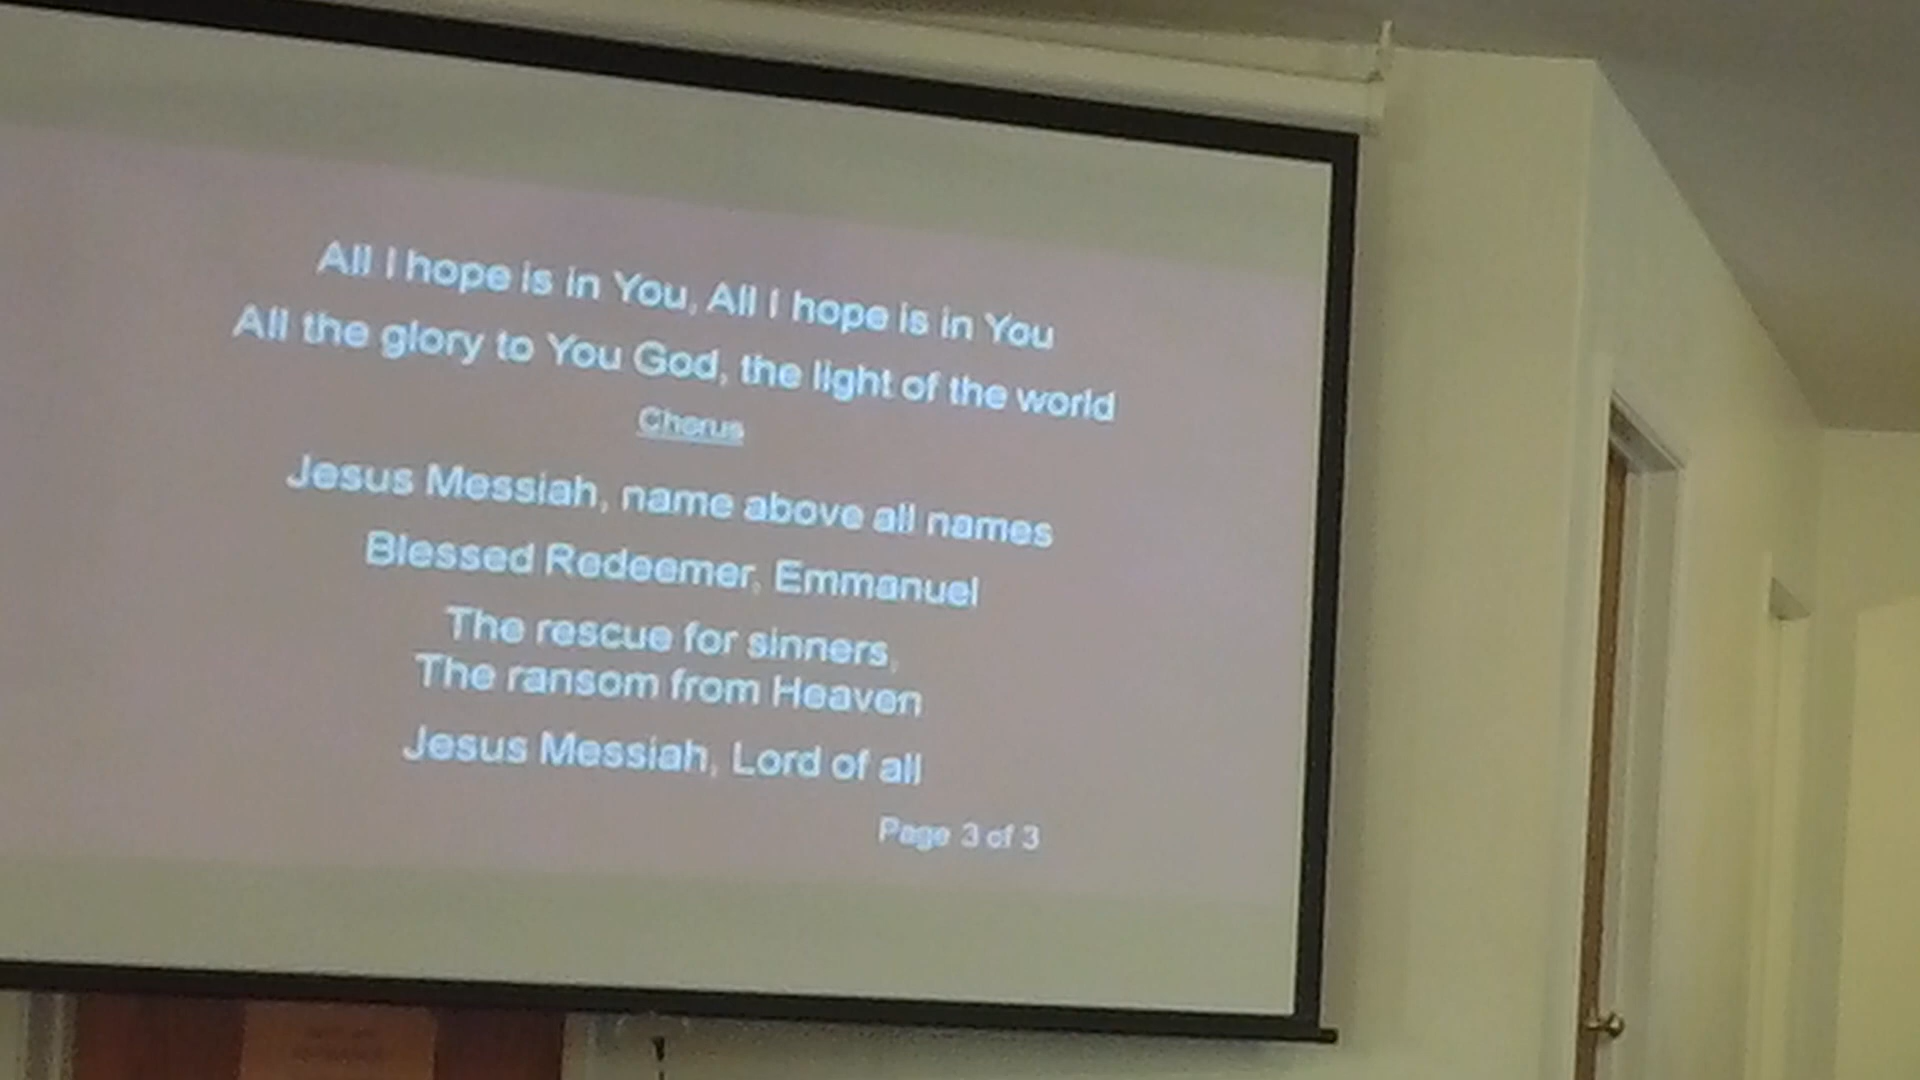 All I hope is in You, All I hope is in You
All the glory to You God, the light of the world
Chorus
Jesus Messiah, name above all names
Blessed Redeemer, Emmanuel
The rescue for sinners,
The ransom from Heaven
Jesus Messiah, Lord of all
Page 3 of 3